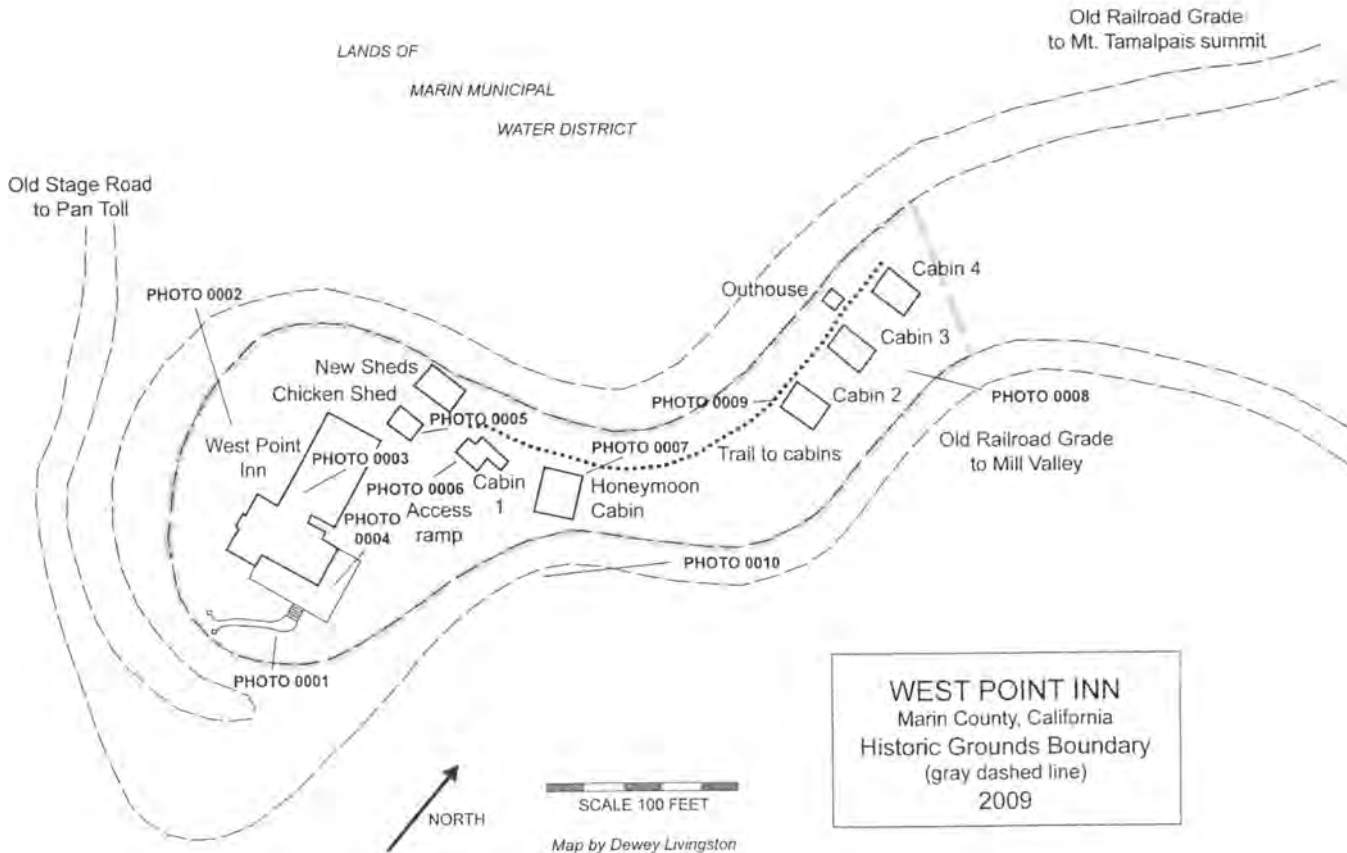 Old Railroad Grade
to Mt. Tamalpais summit
LANDS OF
MARIN MUNICIPAL
WATER DISTRICT
Old Stage Road
to Pan Toll
PHOTO 0002
Outhouse
Cabin 4
Cabin 3
New Sheds
Chicken Shed
PHOTO 0005
PHOTO 0009
Cabin 2
PHOTO 0008
West Point
Inn
PHOTO 0003
PHOTO 0007
Trail to cabins
Old Railroad Grade
to Mill Valley
PHOTO 0006
Cabin
1
Honeymoon
Cabin
Access
ramp
PHOTO
0004
PHOTO 0010
PHOTO 0001
WEST POINT INN
Marin County, California
Historic Grounds Boundary
(gray dashed line)
2009
NORTH
SCALE 100 FEET
Map by Dewey Livingston